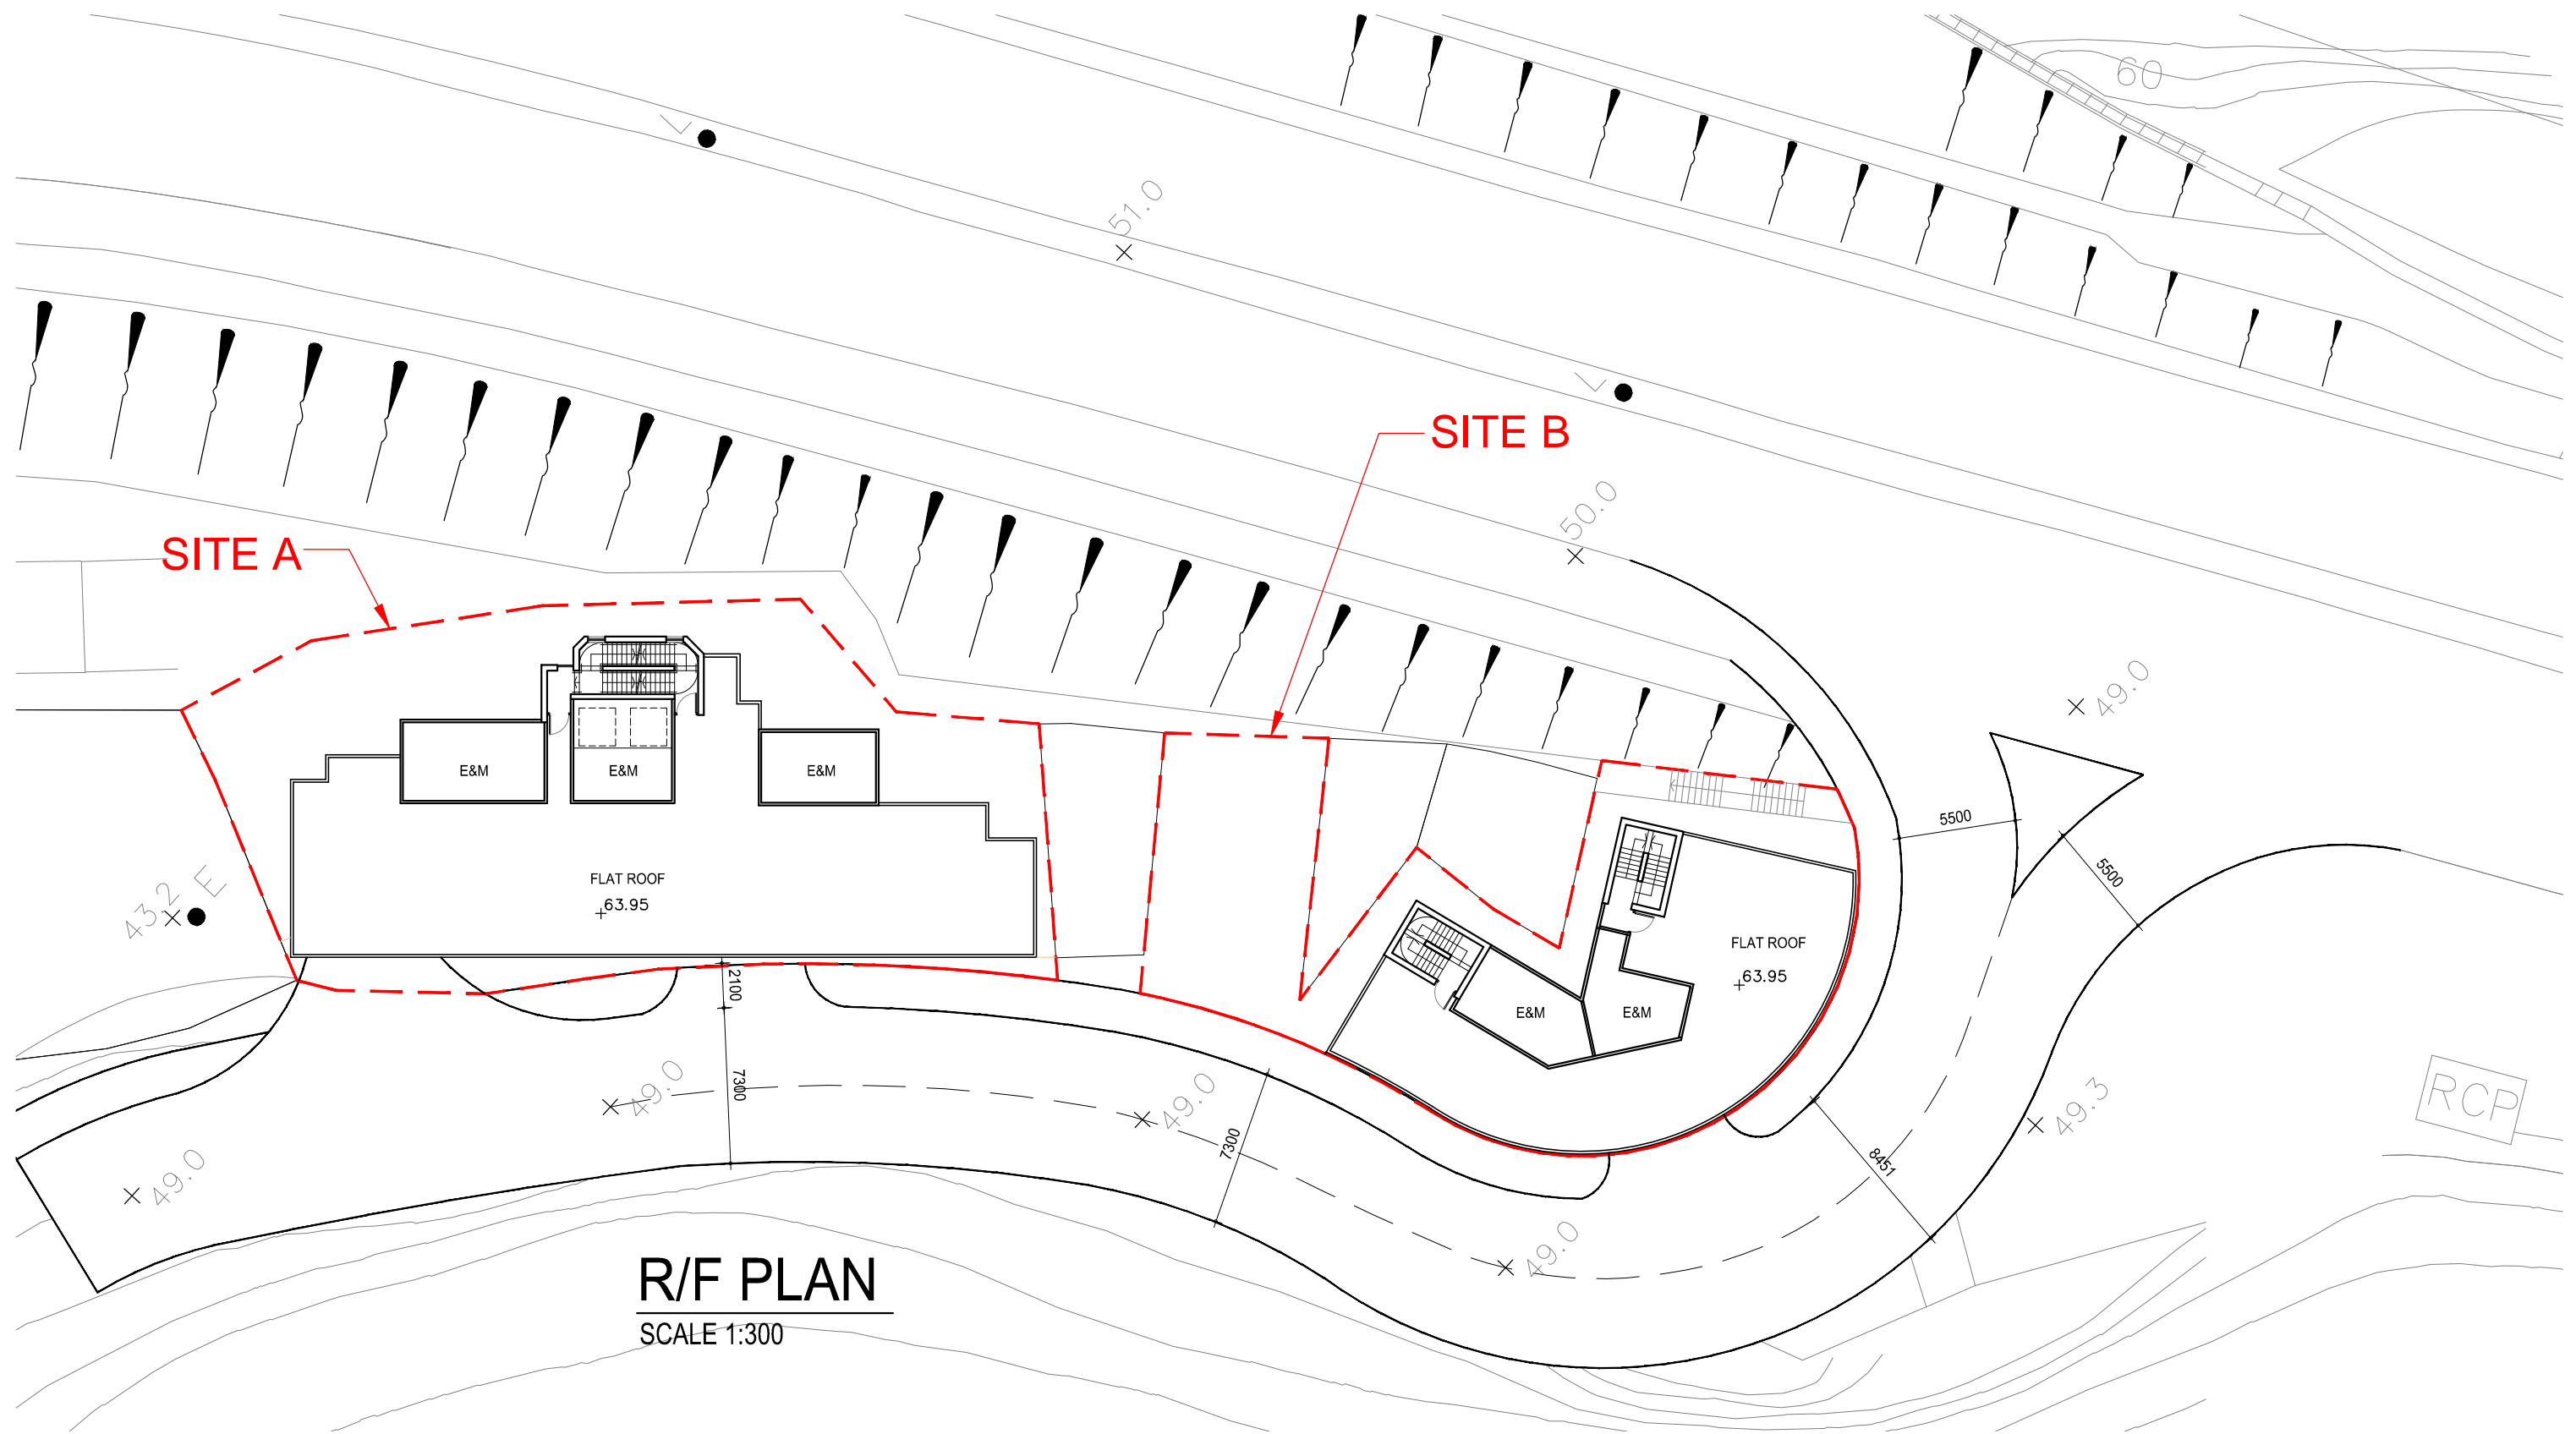 60
L
51.0
L
SITE B
50.0
SITE A
49.0
E&M
E&M
E&M
5500
5500
FLAT ROOF
63.95
43.2
E
FLAT ROOF
63.95
2100
E&M
E&M
7300
49.0
49.0
7300
49.0
8451
49.3
RCP
49.0
R/F PLAN
SCALE 1:300